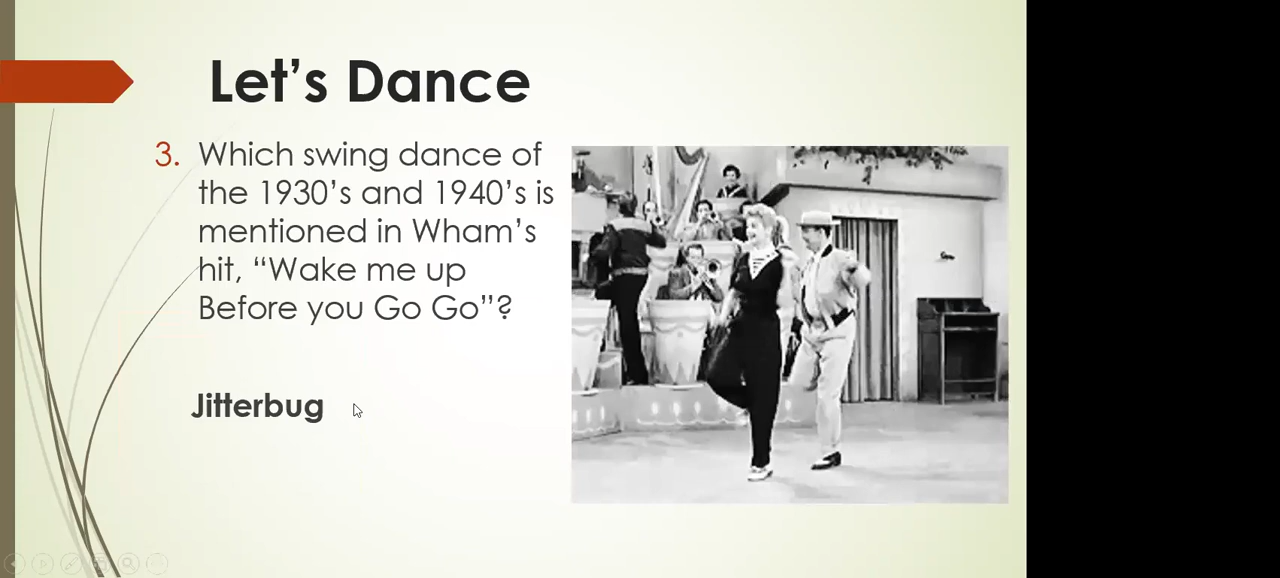 Let’s Dance
3. Which swing dance of
the 1930’s and 1940’s is
mentioned in Wham’s
hit, “Wake me up
Before you Go Go”?
Jitterbug